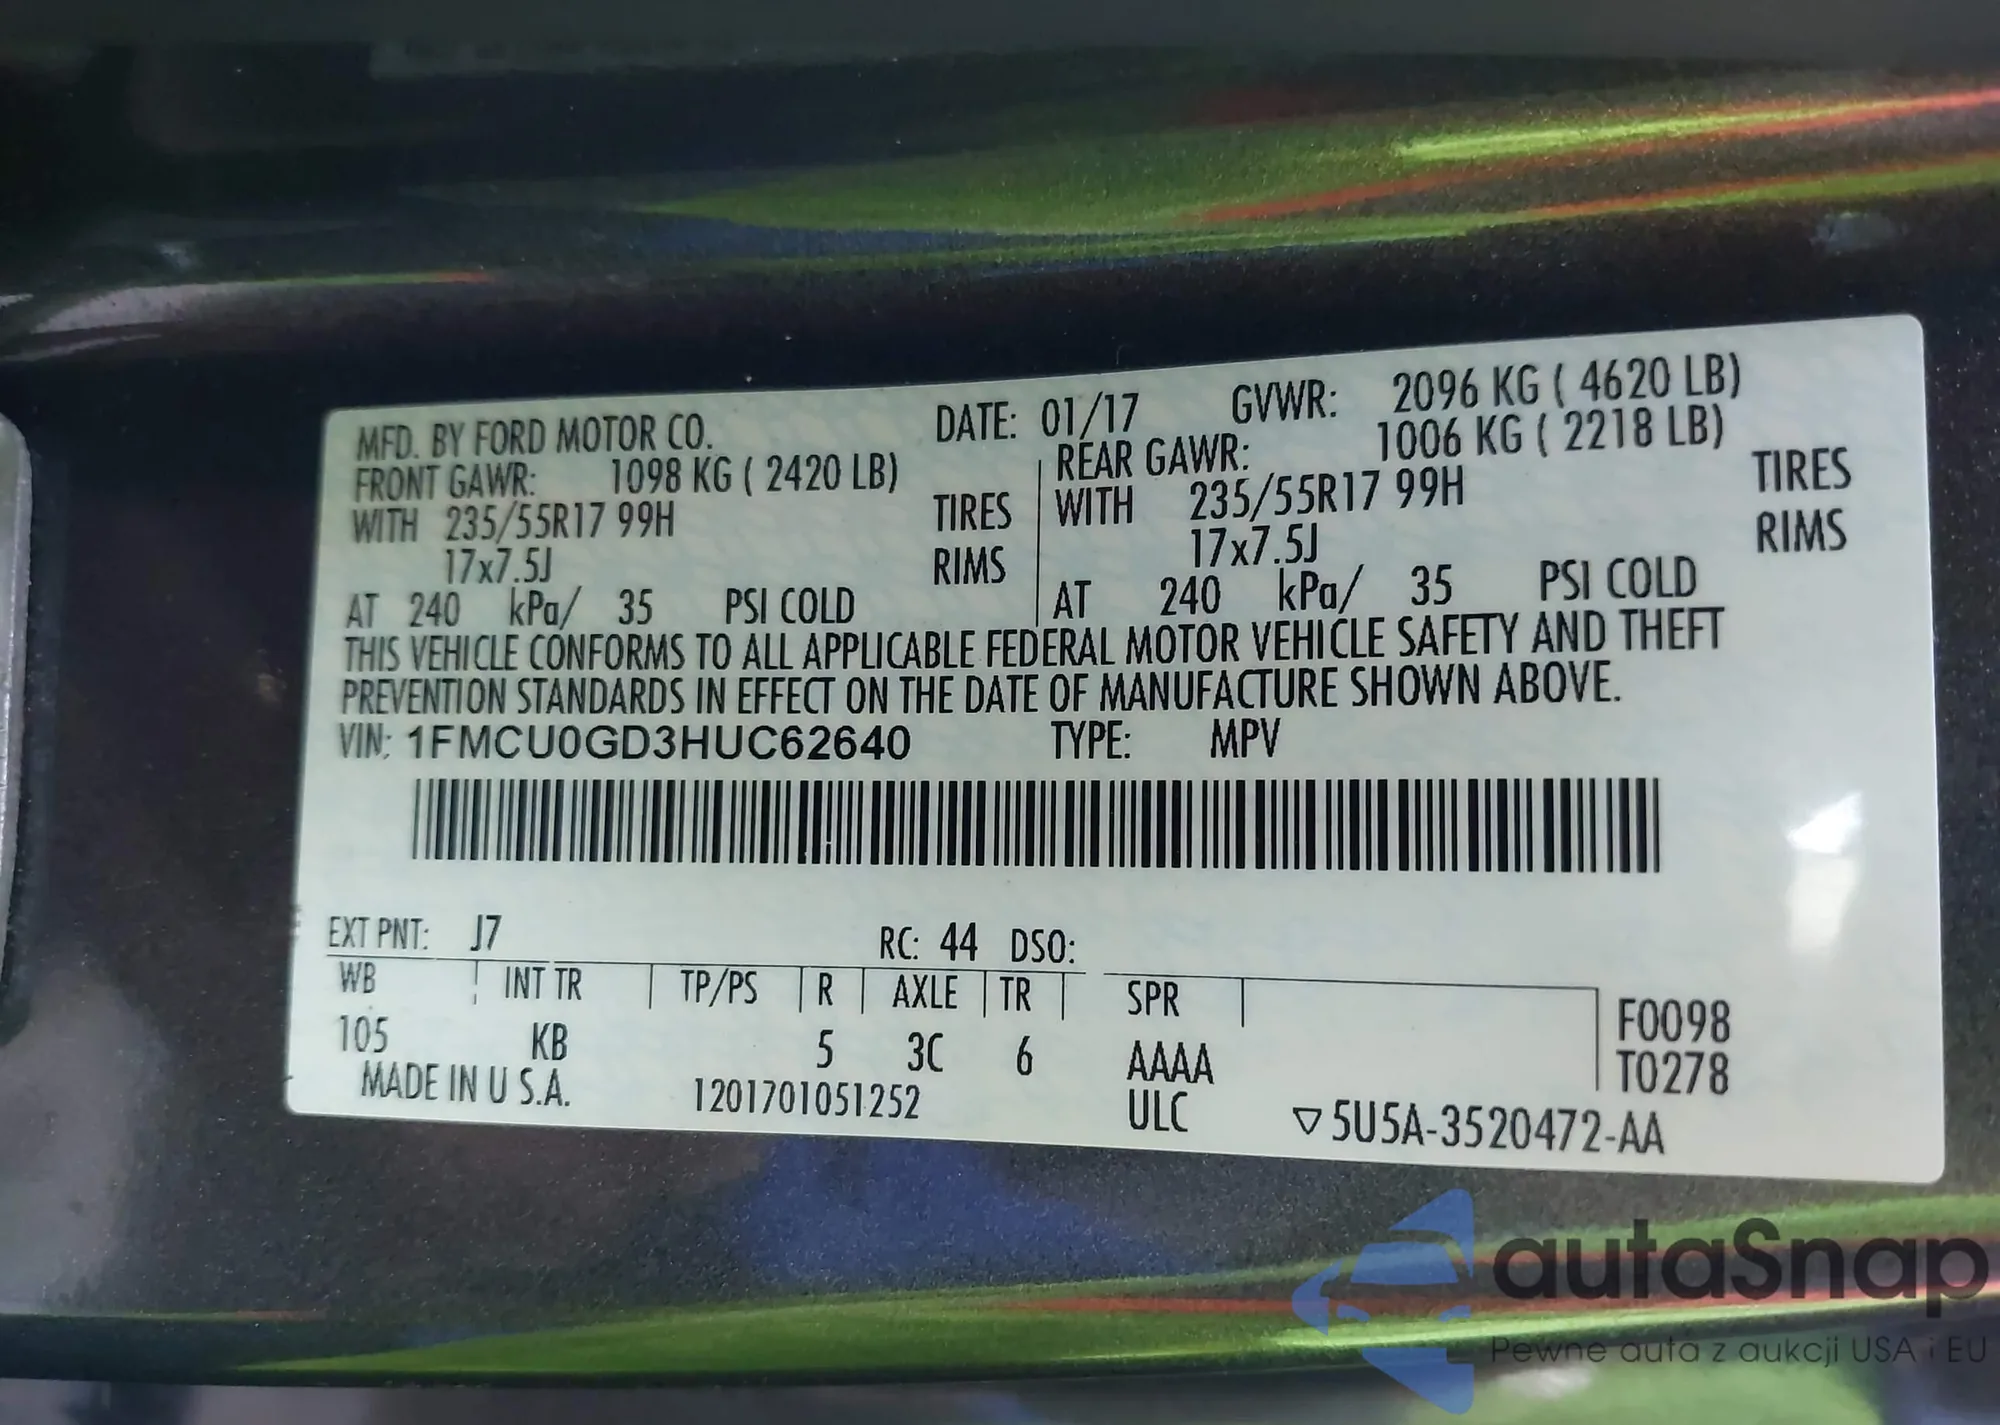 MFD. BY FORD MOTOR CO. DATE: 01/17 GVWR: 2096 KG ( 4620 LB)
FRONT GAWR: 1098 KG ( 2420 LB) REAR GAWR: 1006 KG ( 2218 LB)
WITH 235/55R17 99H TIRES WITH 235/55R17 99H TIRES
17x7.5J RIMS 17x7.5J RIMS
AT 240 kPa/ 35 PSI COLD AT 240 kPa/ 35 PSI COLD
THIS VEHICLE CONFORMS TO ALL APPLICABLE FEDERAL MOTOR VEHICLE SAFETY AND THEFT
PREVENTION STANDARDS IN EFFECT ON THE DATE OF MANUFACTURE SHOWN ABOVE.
VIN: 1FMCU0GD3HUC62640 TYPE: MPV
EXT PNT: J7 RC: 44 DSO:
WB INT TR TP/PS R AXLE TR SPR F0098
105 KB 5 3C 6 AAAA T0278
MADE IN U S.A. 1201701051252 ULC ▽5U5A-3520472-AA
autaSnap
Pewne auta z aukcji USA i EU